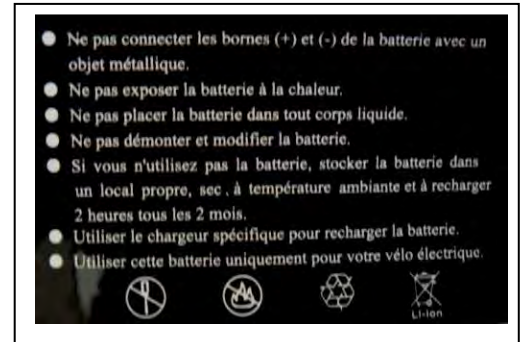 ● Ne pas connecter les bornes (+) et (-) de la batterie avec un
objet métallique.
● Ne pas exposer la batterie à la chaleur.
● Ne pas placer la batterie dans tout corps liquide.
● Ne pas démonter et modifier la batterie.
● Si vous n'utilisez pas la batterie, stocker la batterie dans
un local propre, sec , à température ambiante et à recharger
2 heures tous les 2 mois.
● Utiliser le chargeur spécifique pour recharger la batterie.
● Utiliser cette batterie uniquement pour votre vélo électrique.
Li-ion